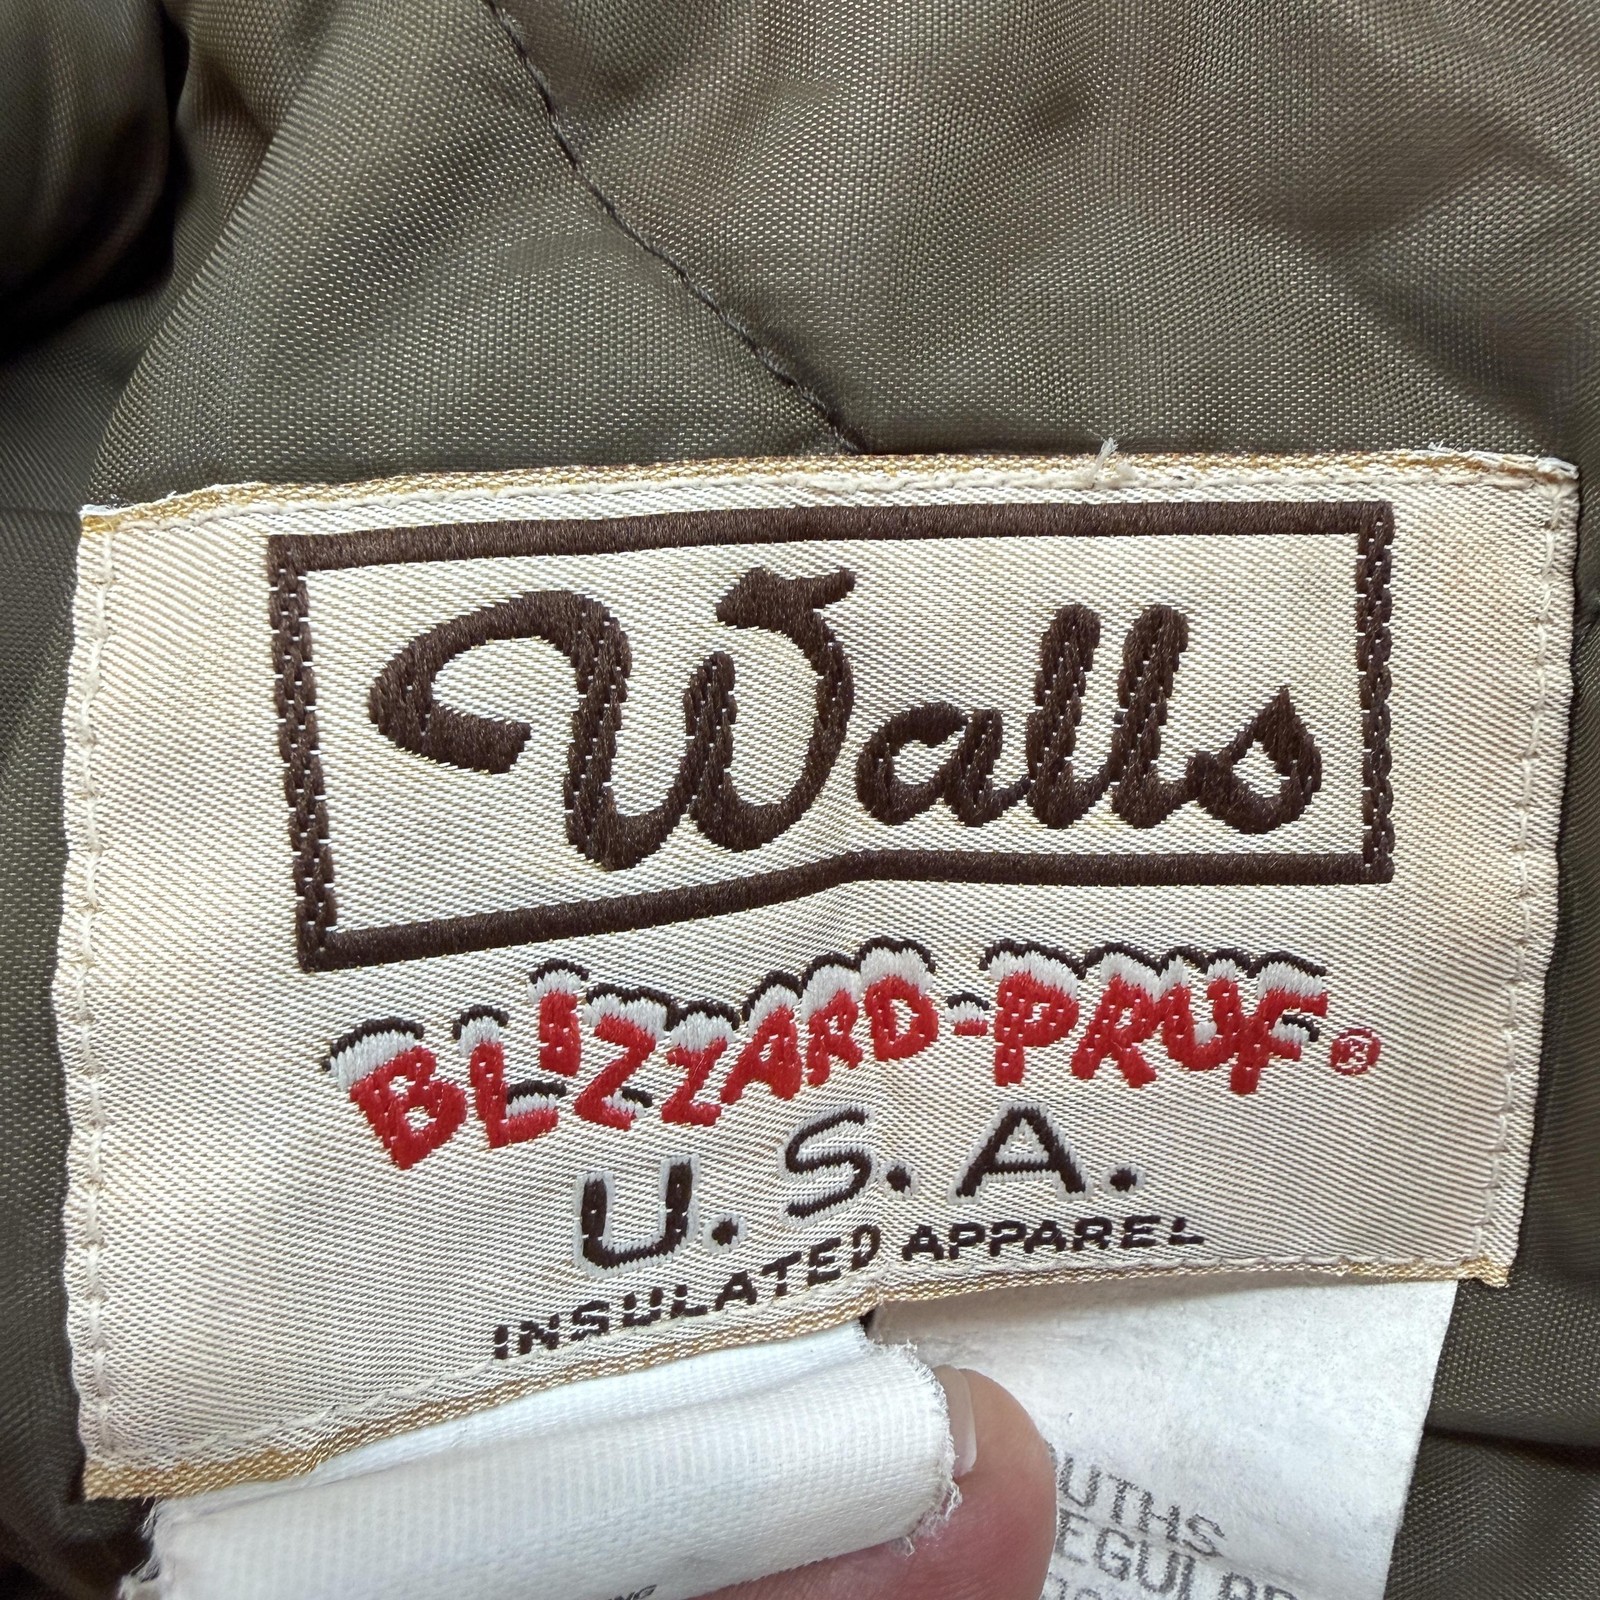 Walls
BLIZZARD-PRUF®
U.S.A.
INSULATED APPAREL